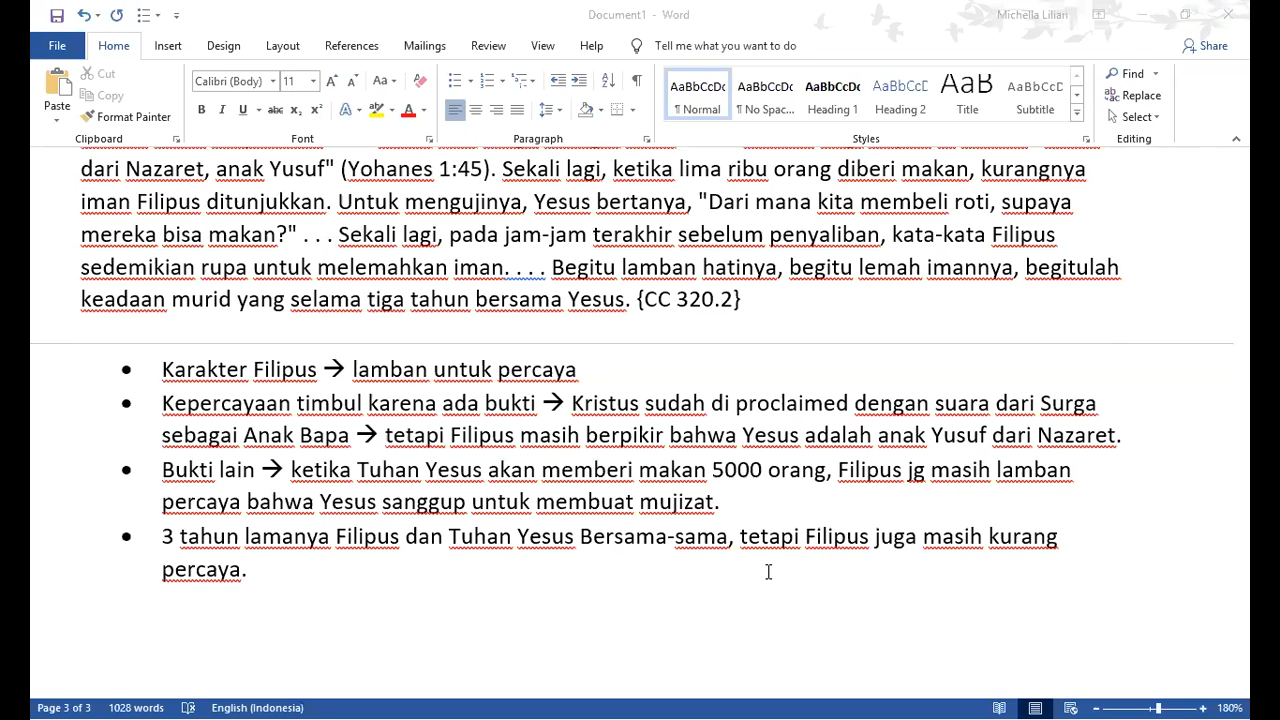 Document1 - Word
Michella Lilian
File Home Insert Design Layout References Mailings Review View Help Tell me what you want to do Share
Paste
Cut
Copy
Format Painter
Clipboard
Calibri (Body) 11
Font
Paragraph
AaBbCcDc AaBbCcDc AaBbCcDc AaBbCcDc AaB AaBbCcDc
¶ Normal ¶ No Spac... Heading 1 Heading 2 Title Subtitle
Styles
Find
Replace
Select
Editing
dari Nazaret, anak Yusuf" (Yohanes 1:45). Sekali lagi, ketika lima ribu orang diberi makan, kurangnya
iman Filipus ditunjukkan. Untuk mengujinya, Yesus bertanya, "Dari mana kita membeli roti, supaya
mereka bisa makan?" . . . Sekali lagi, pada jam-jam terakhir sebelum penyaliban, kata-kata Filipus
sedemikian rupa untuk melemahkan iman. . . . Begitu lamban hatinya, begitu lemah imannya, begitulah
keadaan murid yang selama tiga tahun bersama Yesus. {CC 320.2}
• Karakter Filipus → lamban untuk percaya
• Kepercayaan timbul karena ada bukti → Kristus sudah di proclaimed dengan suara dari Surga
sebagai Anak Bapa → tetapi Filipus masih berpikir bahwa Yesus adalah anak Yusuf dari Nazaret.
• Bukti lain → ketika Tuhan Yesus akan memberi makan 5000 orang, Filipus jg masih lamban
percaya bahwa Yesus sanggup untuk membuat mujizat.
• 3 tahun lamanya Filipus dan Tuhan Yesus Bersama-sama, tetapi Filipus juga masih kurang
percaya.
Page 3 of 3 1028 words English (Indonesia) 180%